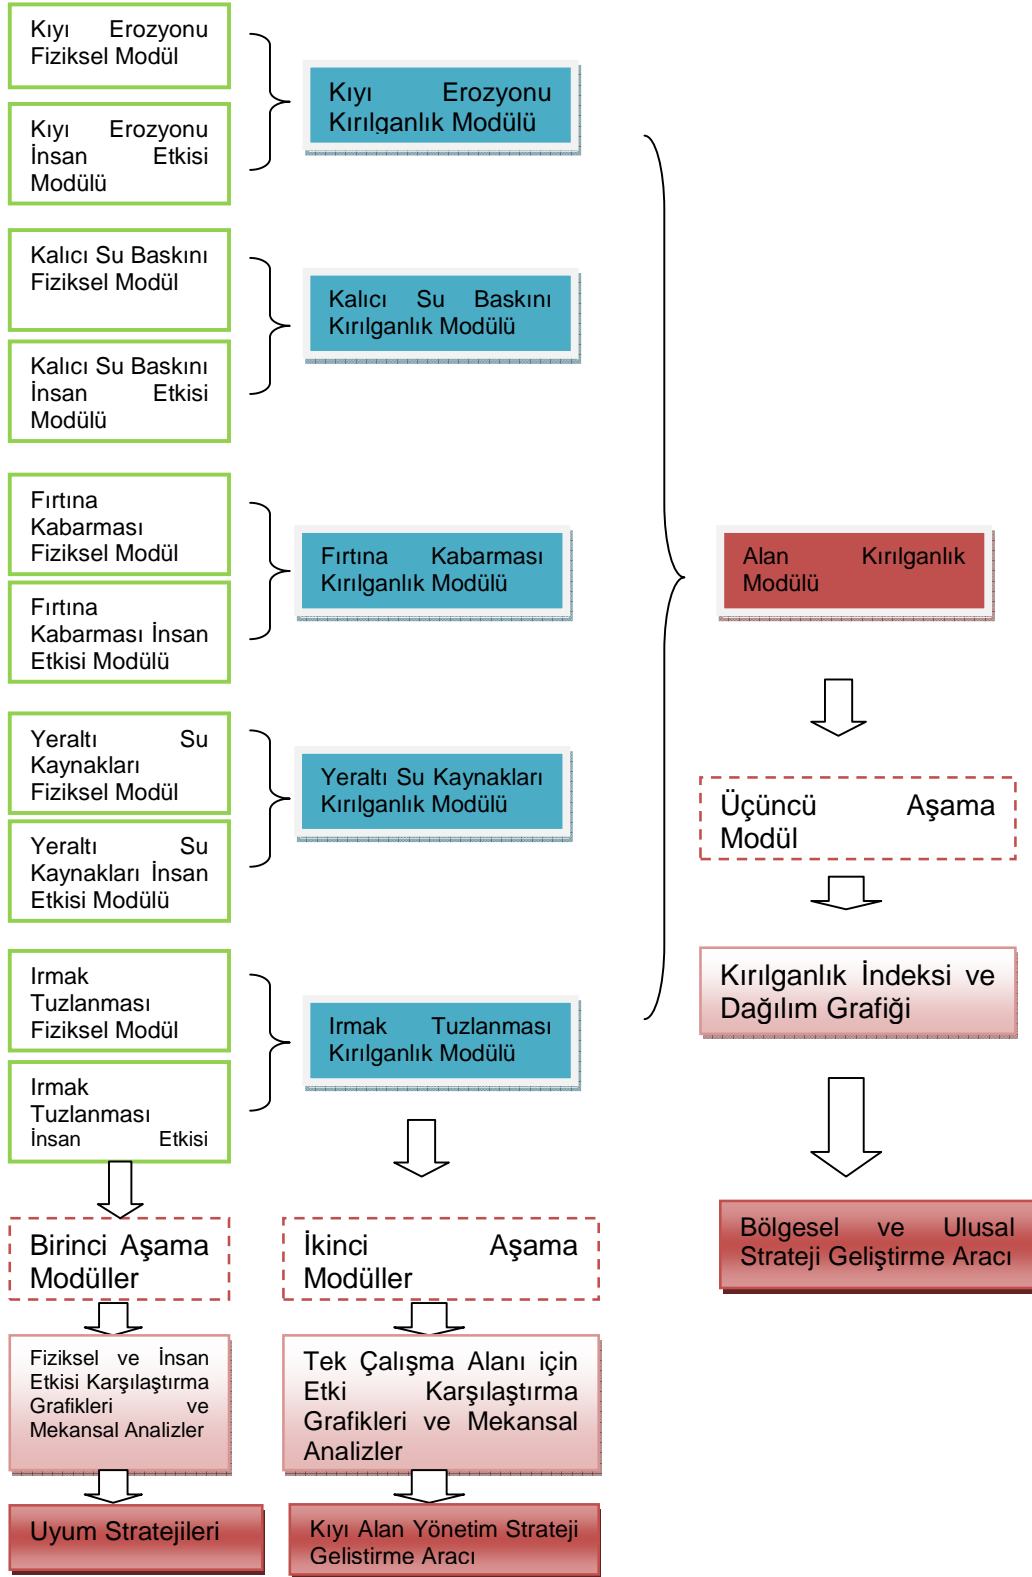 Kıyı Erozyonu
Fiziksel Modül
Kıyı Erozyonu
İnsan Etkisi
Modülü
Kıyı Erozyonu
Kırılganlık Modülü
Kalıcı Su Baskını
Fiziksel Modül
Kalıcı Su Baskını
İnsan Etkisi
Modülü
Kalıcı Su Baskını
Kırılganlık Modülü
Fırtına
Kabarması
Fiziksel Modül
Fırtına
Kabarması İnsan
Etkisi Modülü
Fırtına Kabarması
Kırılganlık Modülü
Yeraltı Su
Kaynakları
Fiziksel Modül
Yeraltı Su
Kaynakları İnsan
Etkisi Modülü
Yeraltı Su Kaynakları
Kırılganlık Modülü
Irmak
Tuzlanması
Fiziksel Modül
Irmak
Tuzlanması
İnsan Etkisi
Irmak Tuzlanması
Kırılganlık Modülü
Alan Kırılganlık
Modülü
Üçüncü Aşama
Modül
Kırılganlık İndeksi ve
Dağılım Grafiği
Bölgesel ve Ulusal
Strateji Geliştirme Aracı
Birinci Aşama
Modüller
Fiziksel ve İnsan
Etkisi Karşılaştırma
Grafikleri ve
Mekansal Analizler
Uyum Stratejileri
İkinci Aşama
Modüller
Tek Çalışma Alanı için
Etki Karşılaştırma
Grafikleri ve Mekansal
Analizler
Kıyı Alan Yönetim Strateji
Geliştirme Aracı